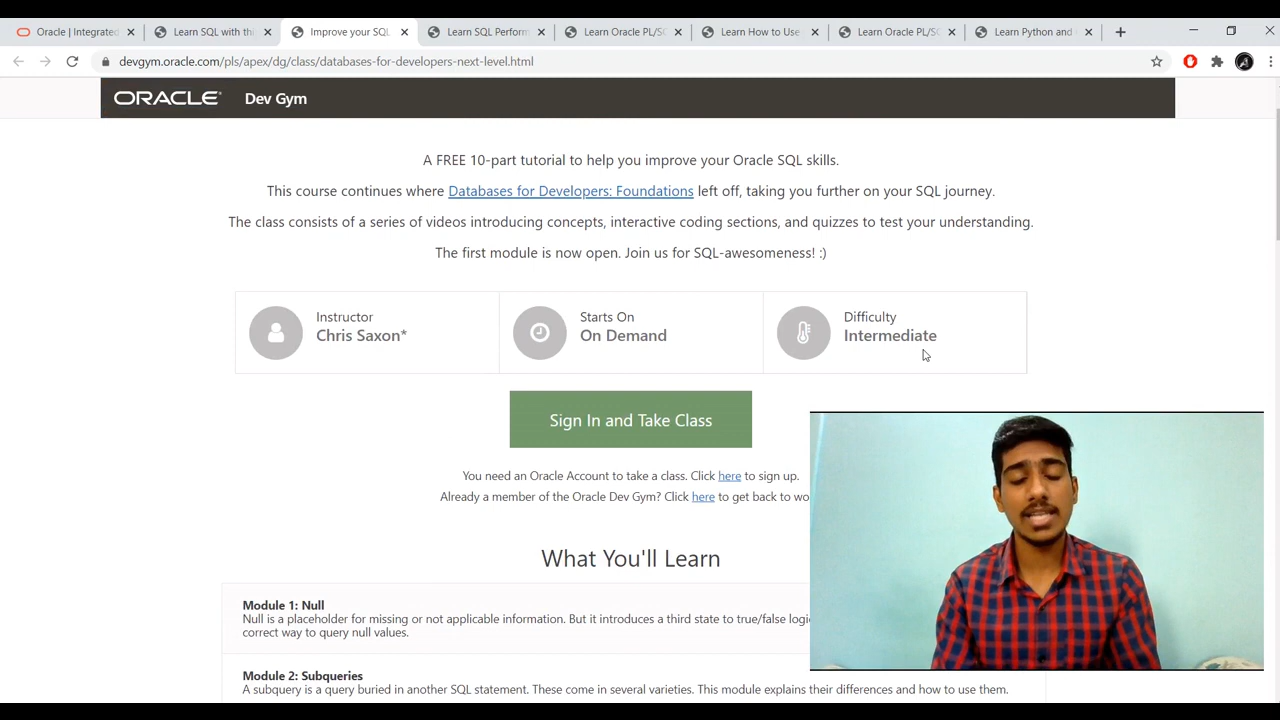 Oracle | Integrated
Learn SQL with thi
Improve your SQL
Learn SQL Perform
Learn Oracle PL/SQ
Learn How to Use
Learn Oracle PL/SQ
Learn Python and
devgym.oracle.com/pls/apex/dg/class/databases-for-developers-next-level.html
ORACLE Dev Gym
A FREE 10-part tutorial to help you improve your Oracle SQL skills.
This course continues where Databases for Developers: Foundations left off, taking you further on your SQL journey.
The class consists of a series of videos introducing concepts, interactive coding sections, and quizzes to test your understanding.
The first module is now open. Join us for SQL-awesomeness! :)
Instructor
Chris Saxon*
Starts On
On Demand
Difficulty
Intermediate
Sign In and Take Class
You need an Oracle Account to take a class. Click here to sign up.
Already a member of the Oracle Dev Gym? Click here to get back to wo
What You'll Learn
Module 1: Null
Null is a placeholder for missing or not applicable information. But it introduces a third state to true/false logi
correct way to query null values.
Module 2: Subqueries
A subquery is a query buried in another SQL statement. These come in several varieties. This module explains their differences and how to use them.